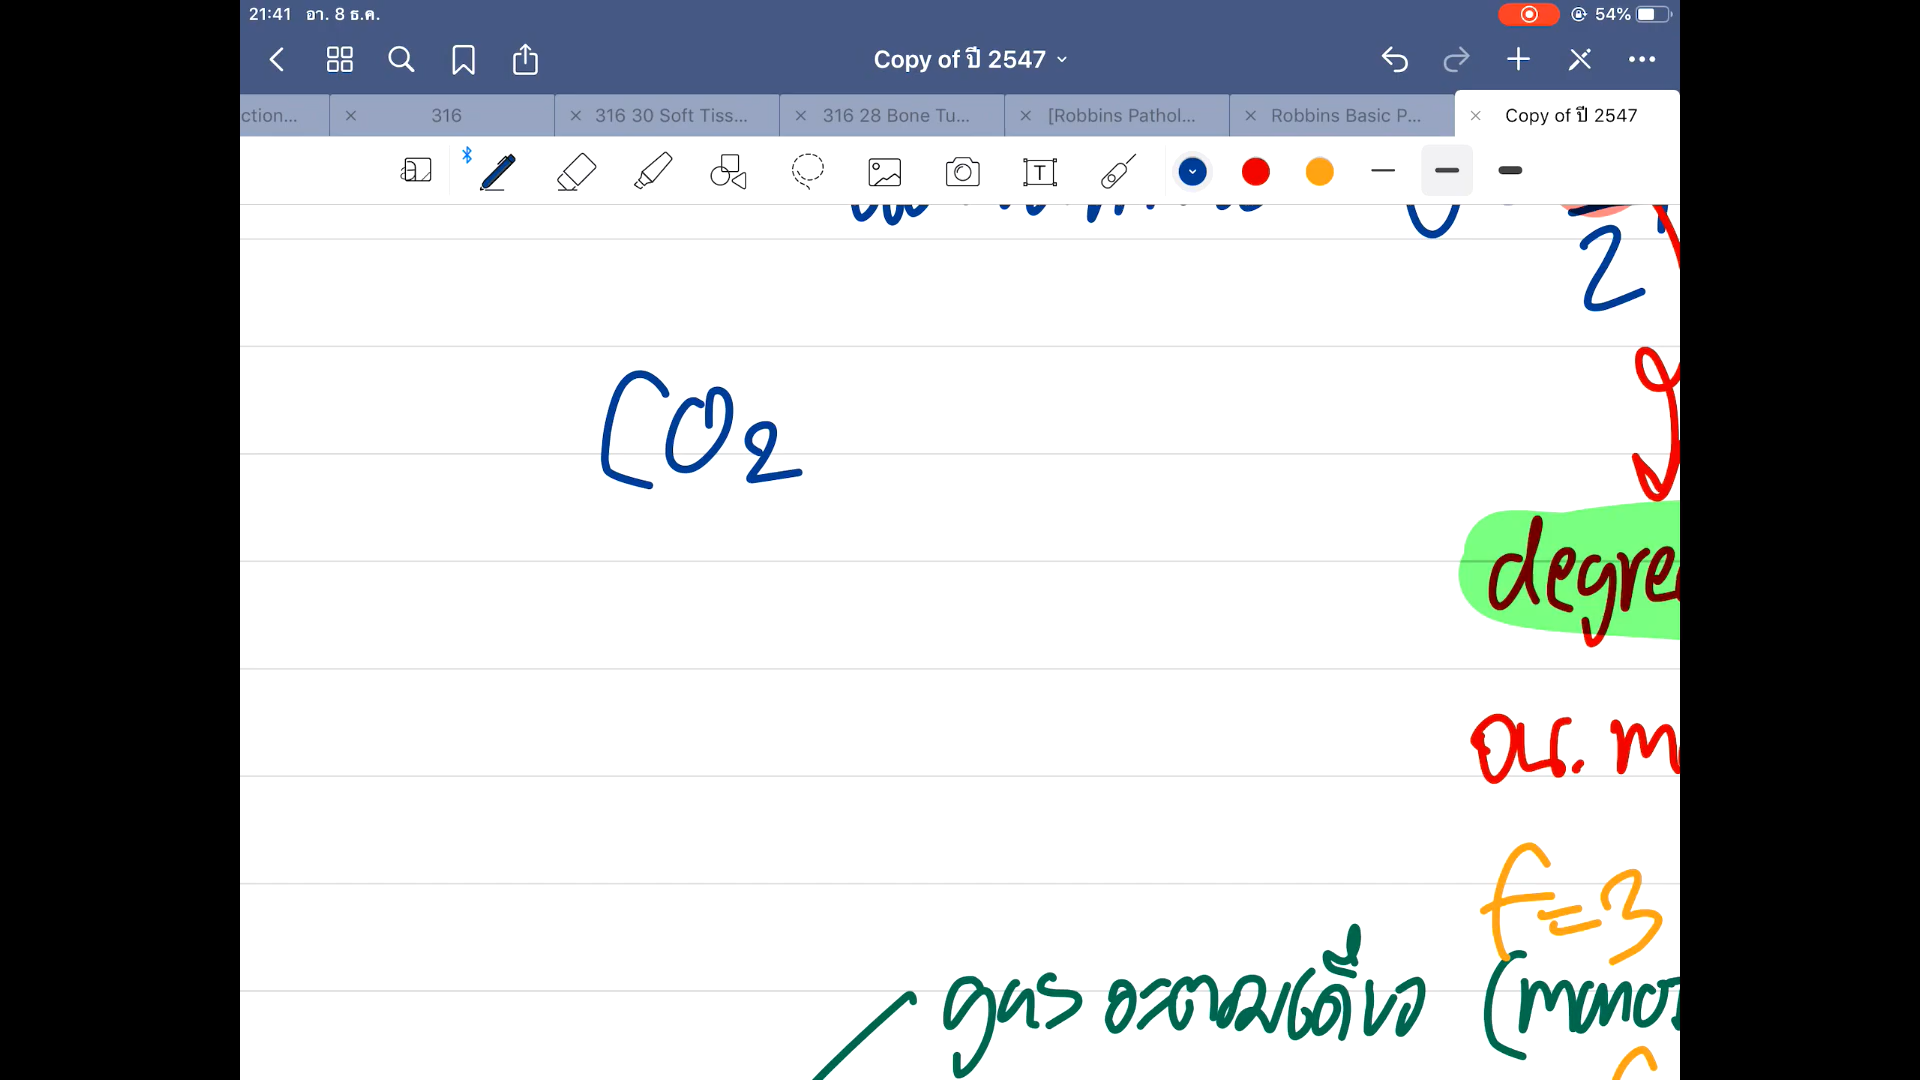 21:41 อา. 8 ธ.ค. 54%
Copy of ปี 2547
ction... 316 316 30 Soft Tiss... 316 28 Bone Tu... [Robbins Pathol... Robbins Basic P... Copy of ปี 2547
T
2
CO2
degre
f=3
gas อะตอมเดี่ยว (mono